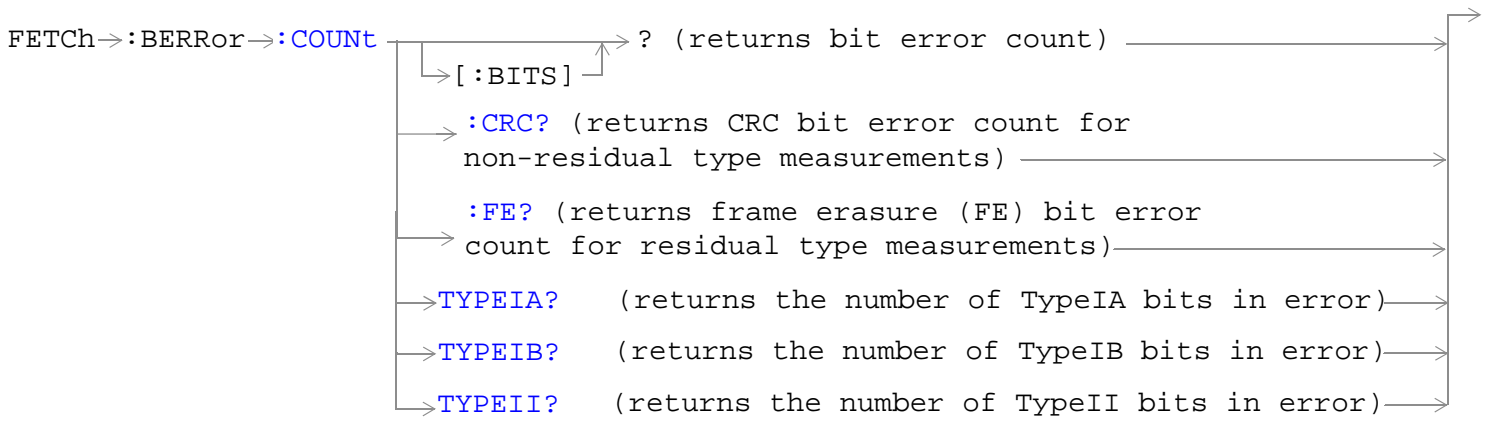 FETCh :BERRor :COUNt ? (returns bit error count)
[:BITS]
:CRC? (returns CRC bit error count for
non-residual type measurements)
:FE? (returns frame erasure (FE) bit error
count for residual type measurements)
TYPEIA? (returns the number of TypeIA bits in error)
TYPEIB? (returns the number of TypeIB bits in error)
TYPEII? (returns the number of TypeII bits in error)